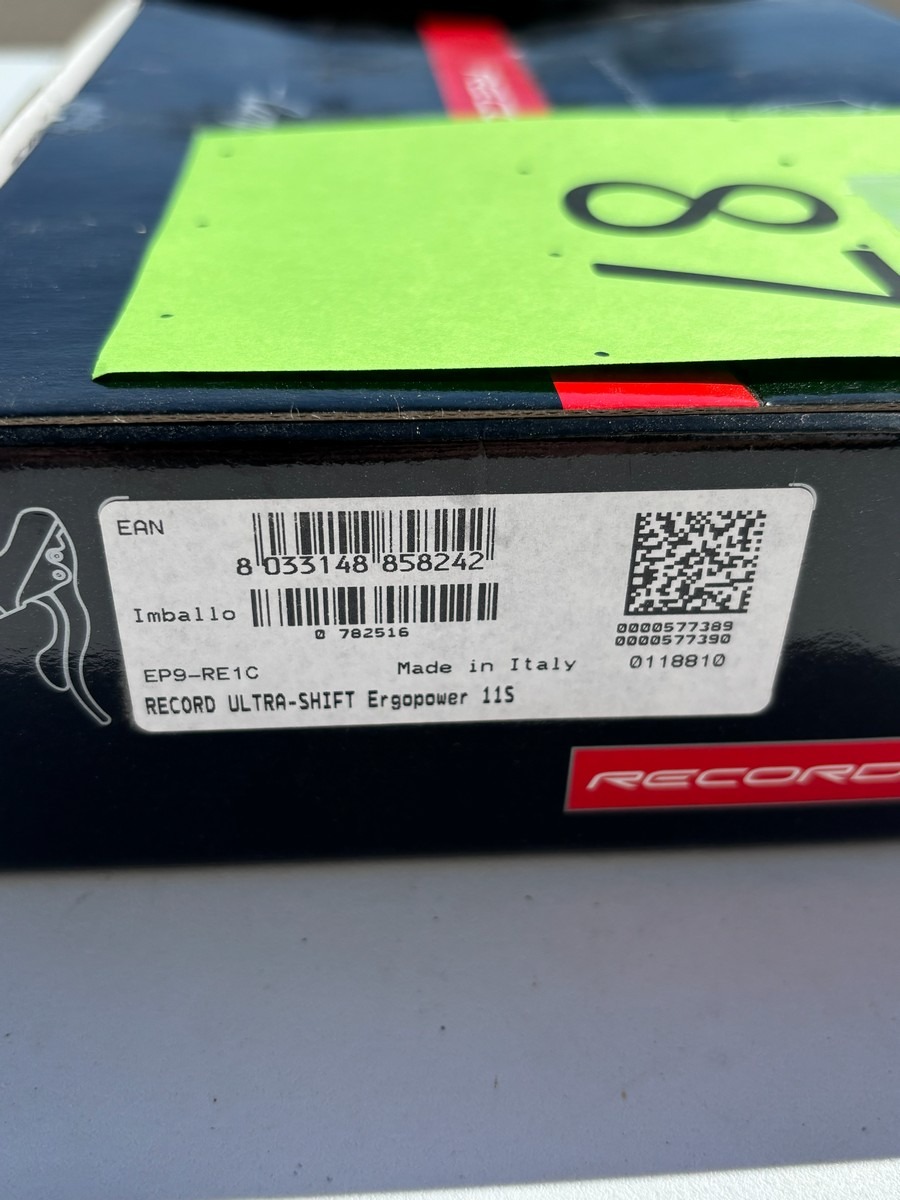 87
EAN
8 033148 858242
Imballo
0 782516
0000577389
0000577390
EP9-RE1C
Made in Italy
0118810
RECORD ULTRA-SHIFT Ergopower 11S
RECORD